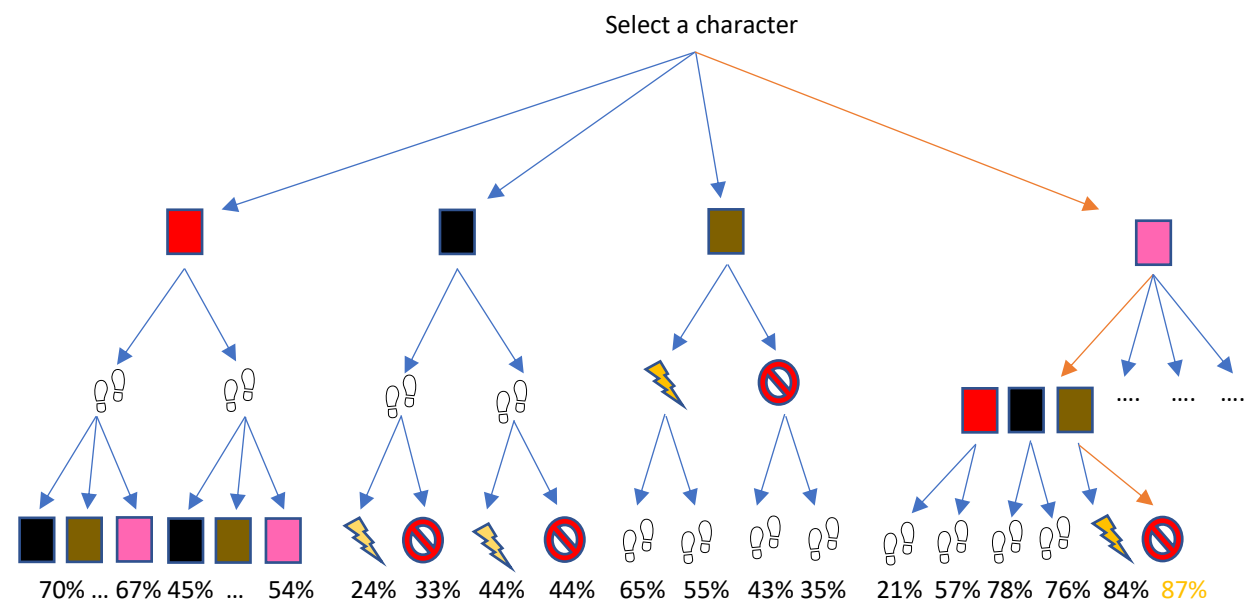 Select a character
.... .... ....
70% ... 67% 45% ... 54% 24% 33% 44% 44% 65% 55% 43% 35% 21% 57% 78% 76% 84% 87%